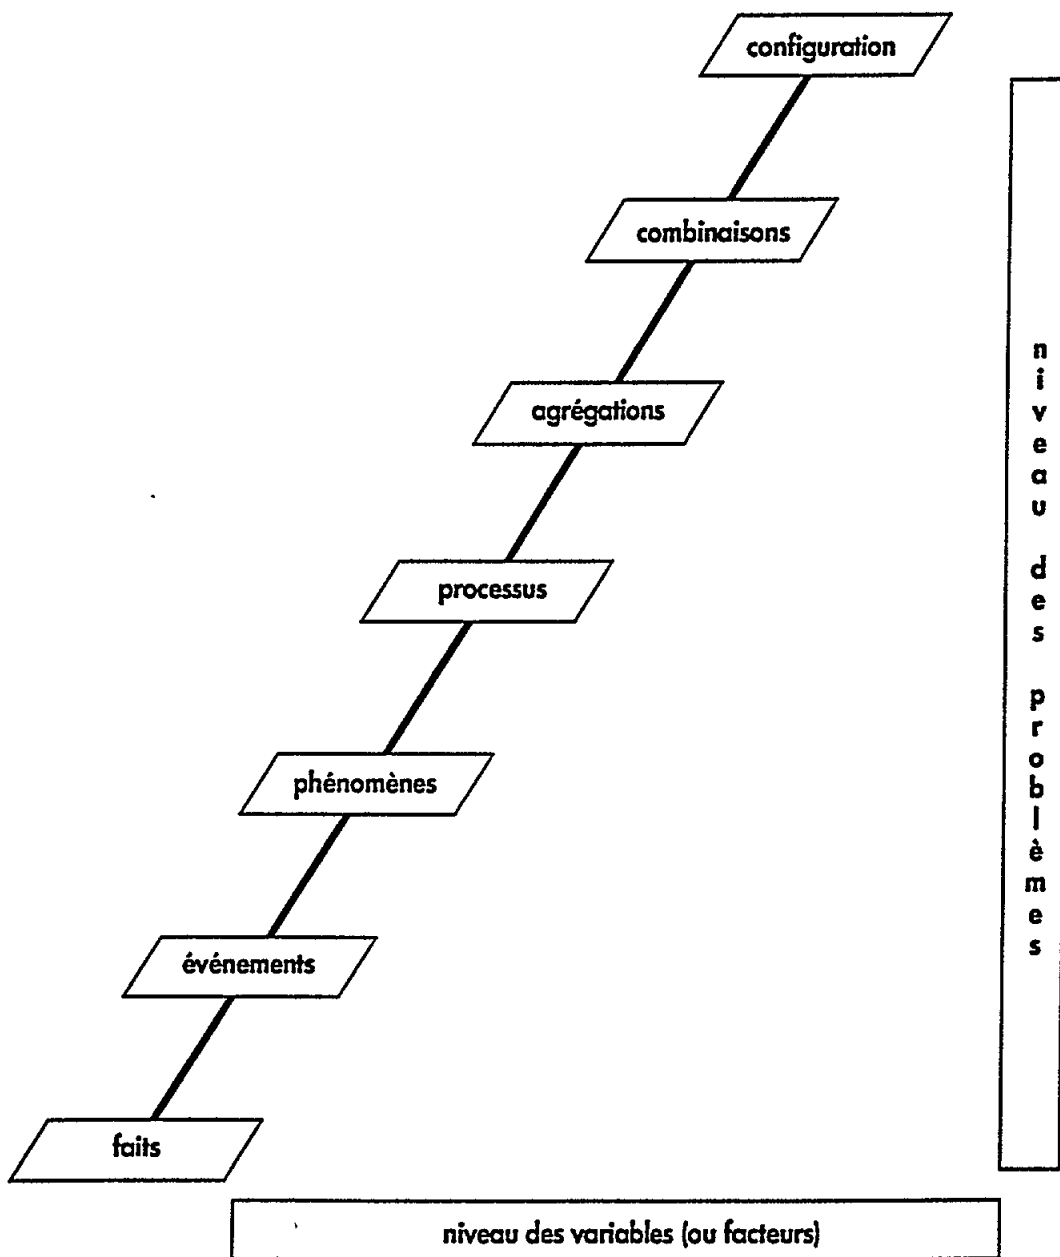 configuration
combinaisons
agrégations
processus
phénomènes
événements
faits
niveau des problèmes
niveau des variables (ou facteurs)